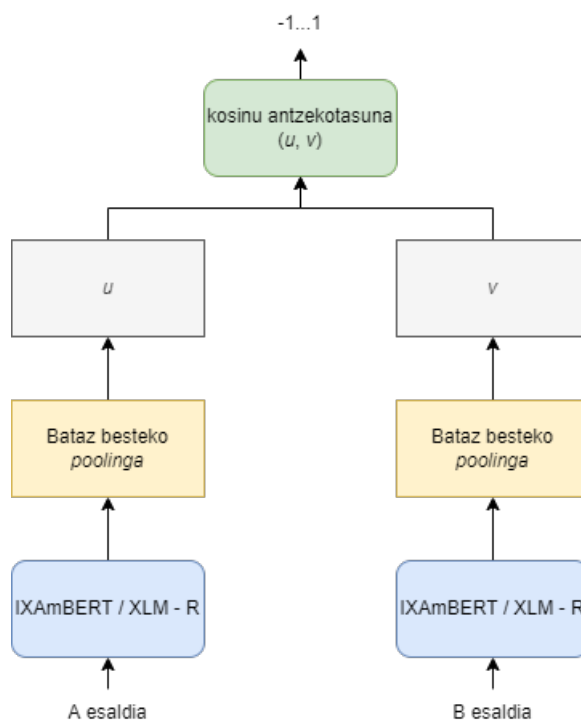 -1...1
kosinu antzekotasuna
(u, v)
u
v
Bataz besteko
poolinga
Bataz besteko
poolinga
IXAmBERT / XLM - R
IXAmBERT / XLM - R
A esaldia
B esaldia